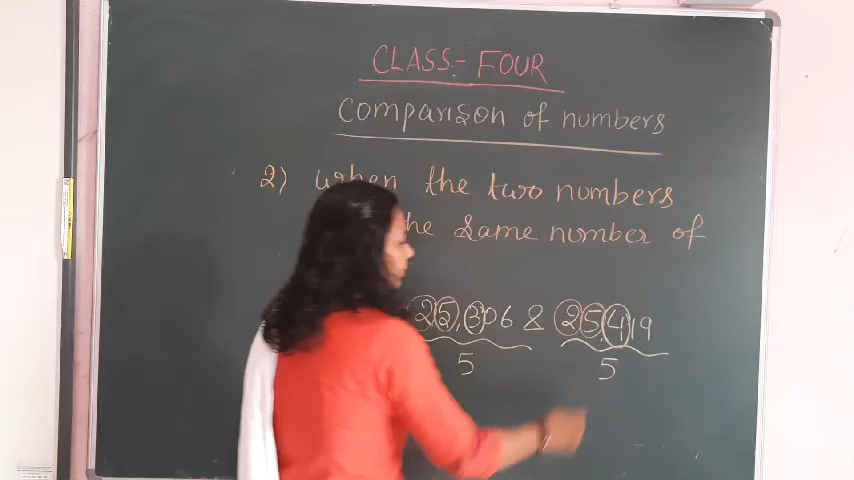 CLASS:- FOUR
Comparison of numbers
2) when the two numbers
the same number of
25,306 & 25,419
5 5